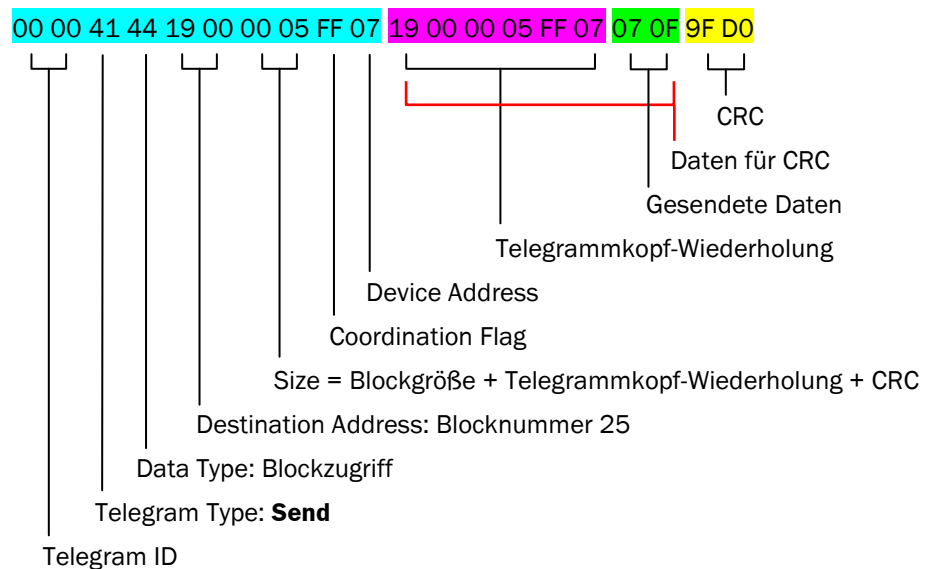 00 00 41 44 19 00 00 05 FF 07 19 00 00 05 FF 07 07 0F 9F D0
CRC
Daten für CRC
Gesendete Daten
Telegrammkopf-Wiederholung
Device Address
Coordination Flag
Size = Blockgröße + Telegrammkopf-Wiederholung + CRC
Destination Address: Blocknummer 25
Data Type: Blockzugriff
Telegram Type: Send
Telegram ID